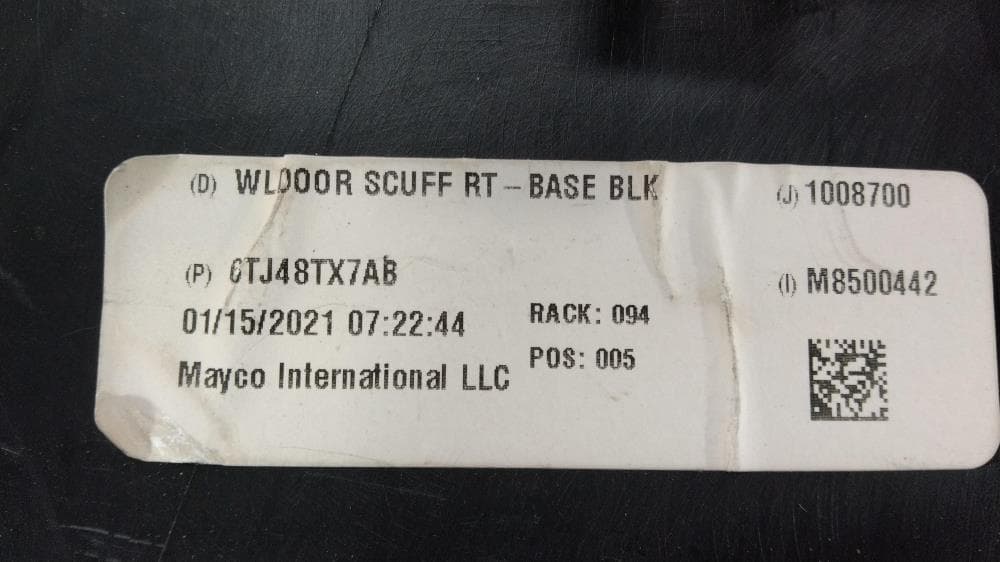 (D) WLDOOR SCUFF RT - BASE BLK
(J) 1008700
(P) 6TJ48TX7AB
(I) M8500442
01/15/2021 07:22:44
RACK: 094
POS: 005
Mayco International LLC